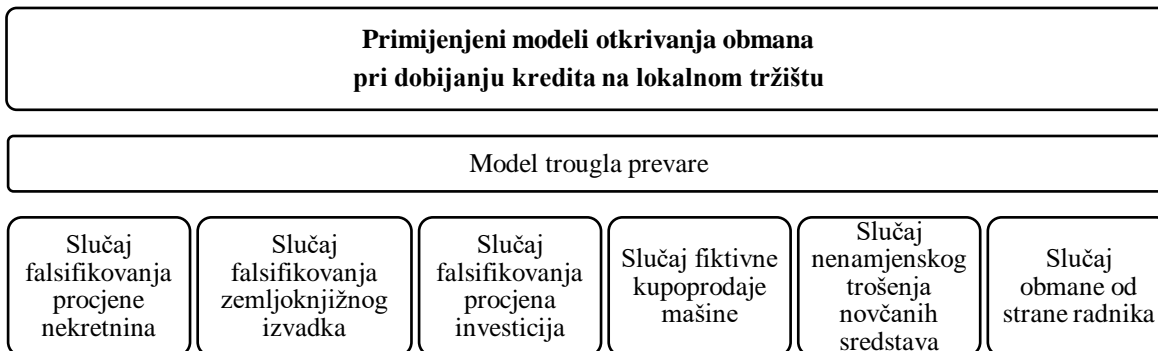 Primijenjeni modeli otkrivanja obmana
pri dobijanju kredita na lokalnom tržištu
Model trougla prevare
Slučaj
falsifikovanja
procjene
nekretnina
Slučaj
falsifikovanja
zemljoknjižnog
izvadka
Slučaj
falsifikovanja
procjena
investicija
Slučaj fiktivne
kupoprodaje
mašine
Slučaj
nenamjenskog
trošenja
novčanih
sredstava
Slučaj
obmane od
strane radnika